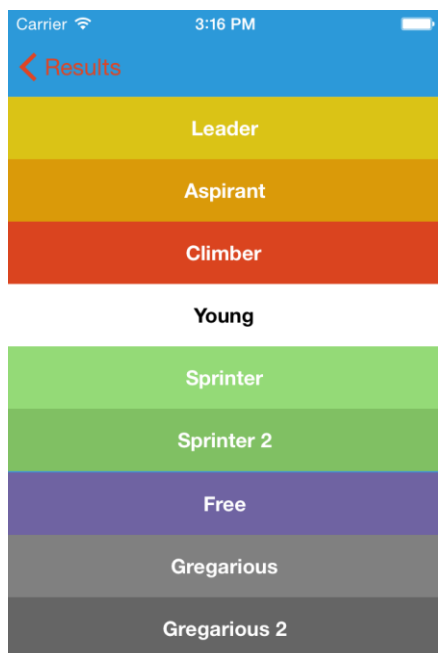 Carrier 3:16 PM
Results
Leader
Aspirant
Climber
Young
Sprinter
Sprinter 2
Free
Gregarious
Gregarious 2